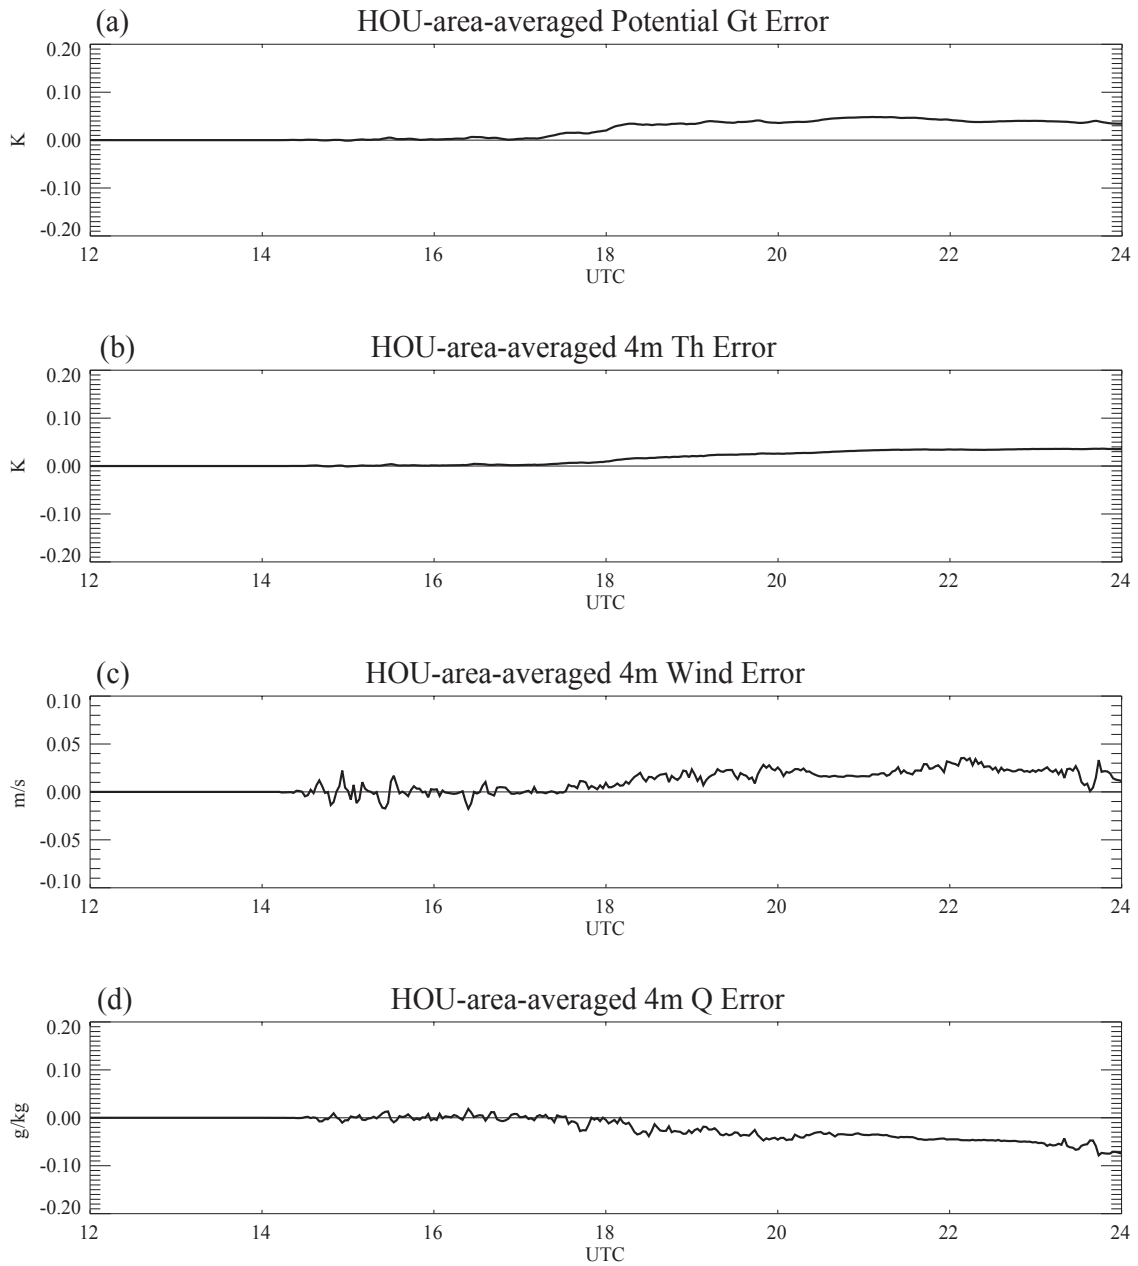 (a) HOU-area-averaged Potential Gt Error
0.20
0.10
0.00
-0.10
-0.20
K
12 14 16 18 20 22 24
UTC
(b) HOU-area-averaged 4m Th Error
0.20
0.10
0.00
-0.10
-0.20
K
12 14 16 18 20 22 24
UTC
(c) HOU-area-averaged 4m Wind Error
0.10
0.05
0.00
-0.05
-0.10
m/s
12 14 16 18 20 22 24
UTC
(d) HOU-area-averaged 4m Q Error
0.20
0.10
0.00
-0.10
-0.20
g/kg
12 14 16 18 20 22 24
UTC